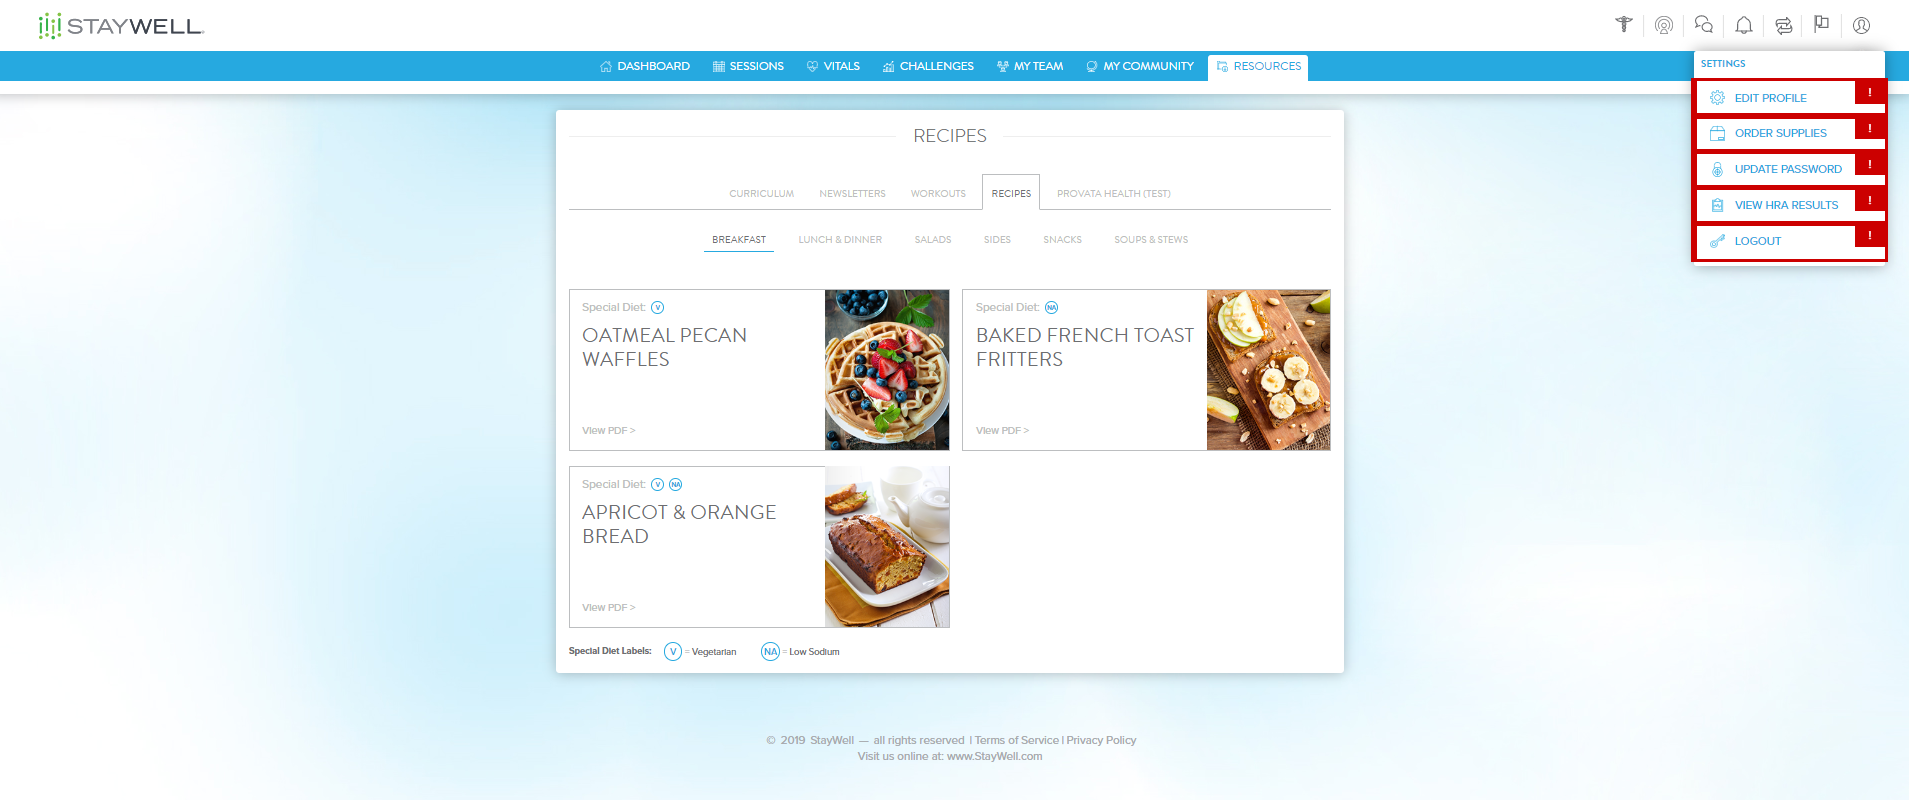 STAYWELL
DASHBOARD SESSIONS VITALS CHALLENGES MY TEAM MY COMMUNITY RESOURCES
SETTINGS
EDIT PROFILE !
ORDER SUPPLIES !
UPDATE PASSWORD !
VIEW HRA RESULTS !
LOGOUT !
RECIPES
CURRICULUM NEWSLETTERS WORKOUTS RECIPES PROVATA HEALTH (TEST)
BREAKFAST LUNCH & DINNER SALADS SIDES SNACKS SOUPS & STEWS
Special Diet: V
OATMEAL PECAN
WAFFLES
View PDF >
Special Diet: NA
BAKED FRENCH TOAST
FRITTERS
View PDF >
Special Diet: V NA
APRICOT & ORANGE
BREAD
View PDF >
Special Diet Labels: V = Vegetarian NA = Low Sodium
© 2019 StayWell — all rights reserved | Terms of Service | Privacy Policy
Visit us online at: www.StayWell.com